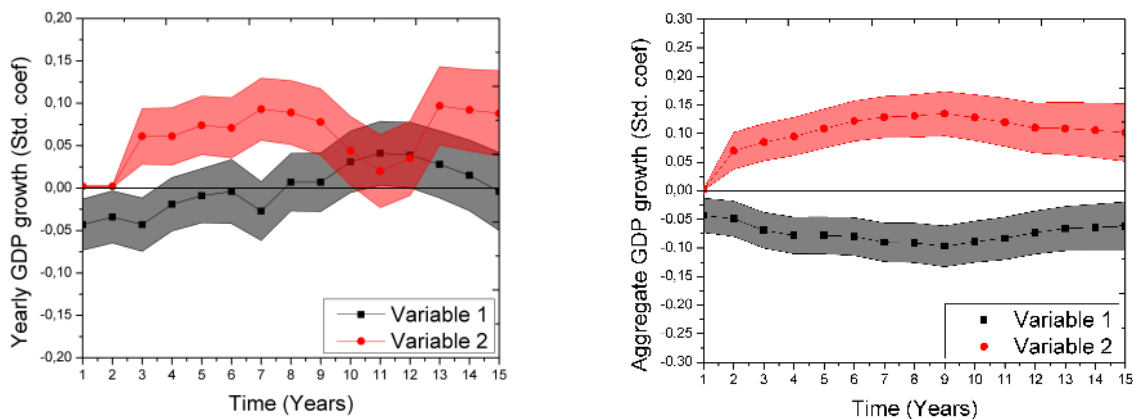 Yearly GDP growth (Std. coef)
0,20
0,15
0,10
0,05
0,00
-0,05
-0,10
-0,15
-0,20
Variable 1
Variable 2
1 2 3 4 5 6 7 8 9 10 11 12 13 14 15
Time (Years)
Aggregate GDP growth (Std. coef)
0.30
0.25
0,20
0.15
0.10
0.05
0,00
-0.05
-0.10
-0,15
-0.20
-0.25
-0.30
Variable 1
Variable 2
1 2 3 4 5 6 7 8 9 10 11 12 13 14 15
Time (Years)